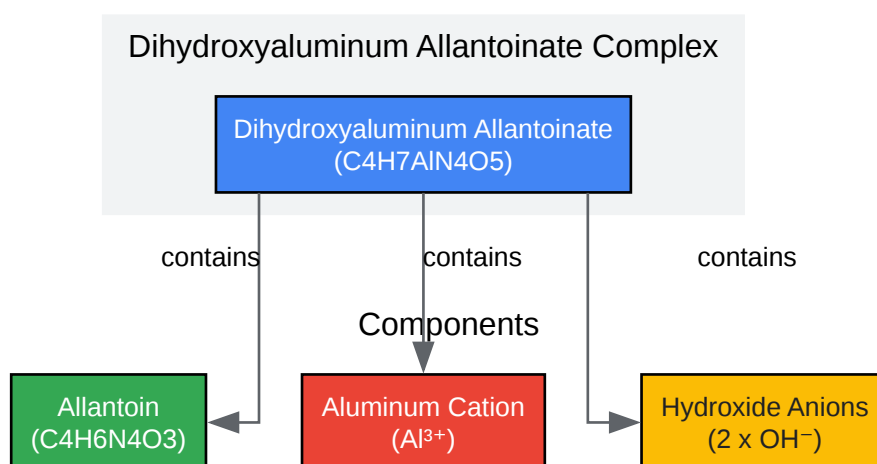 Dihydroxyaluminum Allantoinate Complex
Dihydroxyaluminum Allantoinate
(C4H7AlN4O5)
contains
contains
contains
Components
Allantoin
(C4H6N4O3)
Aluminum Cation
(Al³⁺)
Hydroxide Anions
(2 x OH⁻)